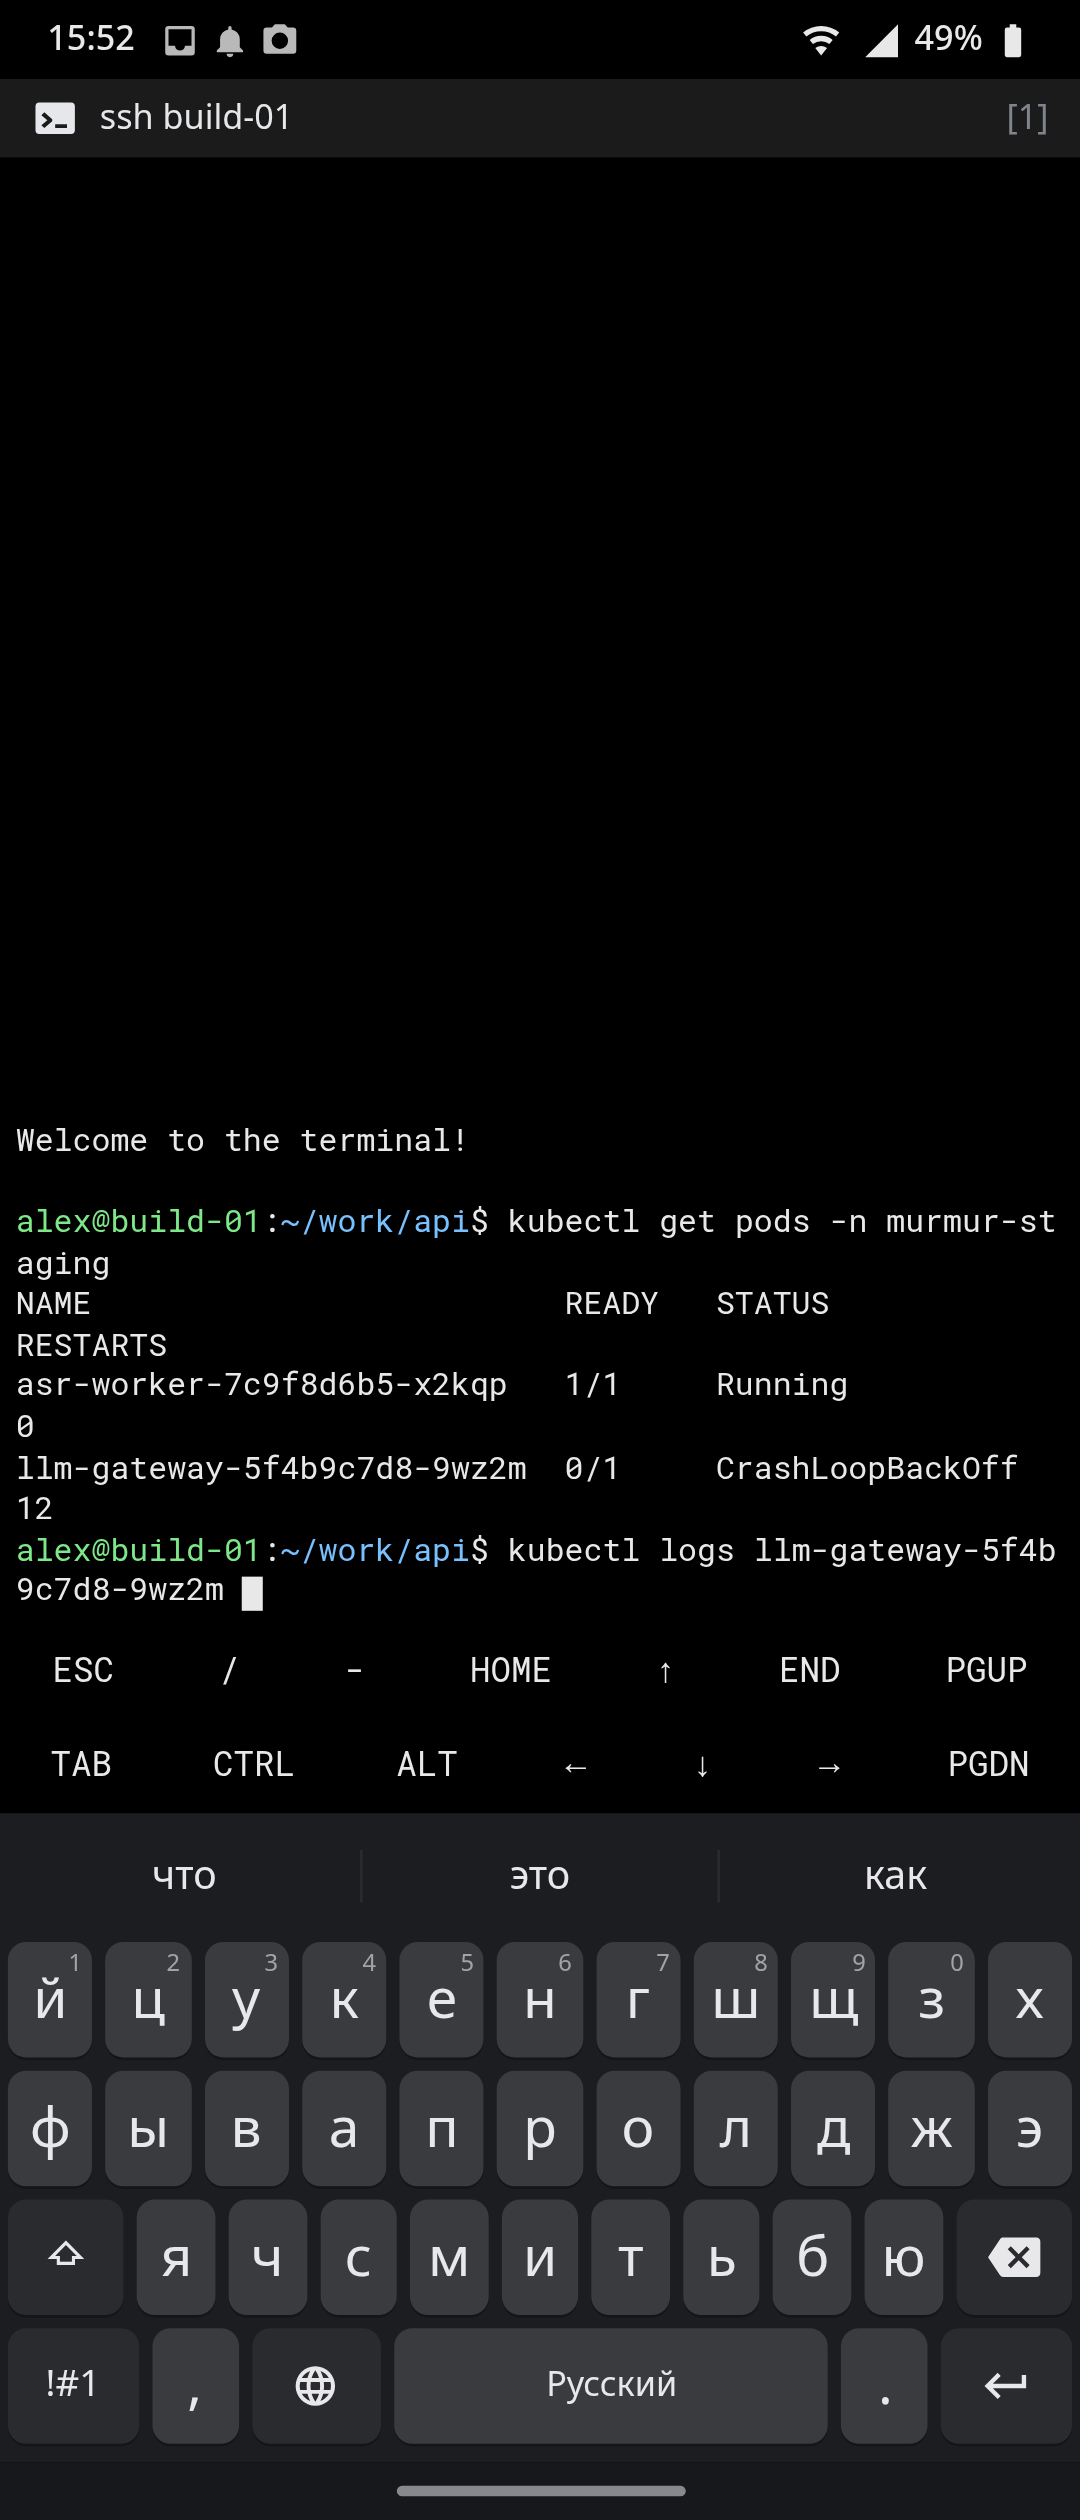 15:52 49%
ssh build-01 [1]
Welcome to the terminal!
alex@build-01:~/work/api$ kubectl get pods -n murmur-st
aging
NAME READY STATUS
RESTARTS
asr-worker-7c9f8d6b5-x2kqp 1/1 Running
0
llm-gateway-5f4b9c7d8-9wz2m 0/1 CrashLoopBackOff
12
alex@build-01:~/work/api$ kubectl logs llm-gateway-5f4b
9c7d8-9wz2m
ESC / - HOME ↑ END PGUP
TAB CTRL ALT ← ↓ → PGDN
что это как
1 2 3 4 5 6 7 8 9 0
й ц у к е н г ш щ з х
ф ы в а п р о л д ж э
я ч с м и т ь б ю
!#1 , Русский .